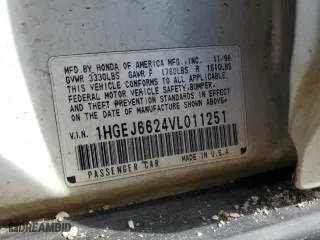 MFD.BY HONDA OF AMERICA MFG.,INC. 11/96
GVWR 3330LBS GAWR F 1760LBS R 1610LBS
THIS VEHICLE CONFORMS TO ALL APPLICABLE
FEDERAL MOTOR VEHICLE SAFETY.BUMPER.
AND THEFT PREVENTION STANDARDS IN EFFECT
ON THE DATE OF MANUFACTURE SHOWN ABOVE.
V.I.N. 1HGEJ6624VL011251
PASSENGER CAR MADE IN U.S.A.